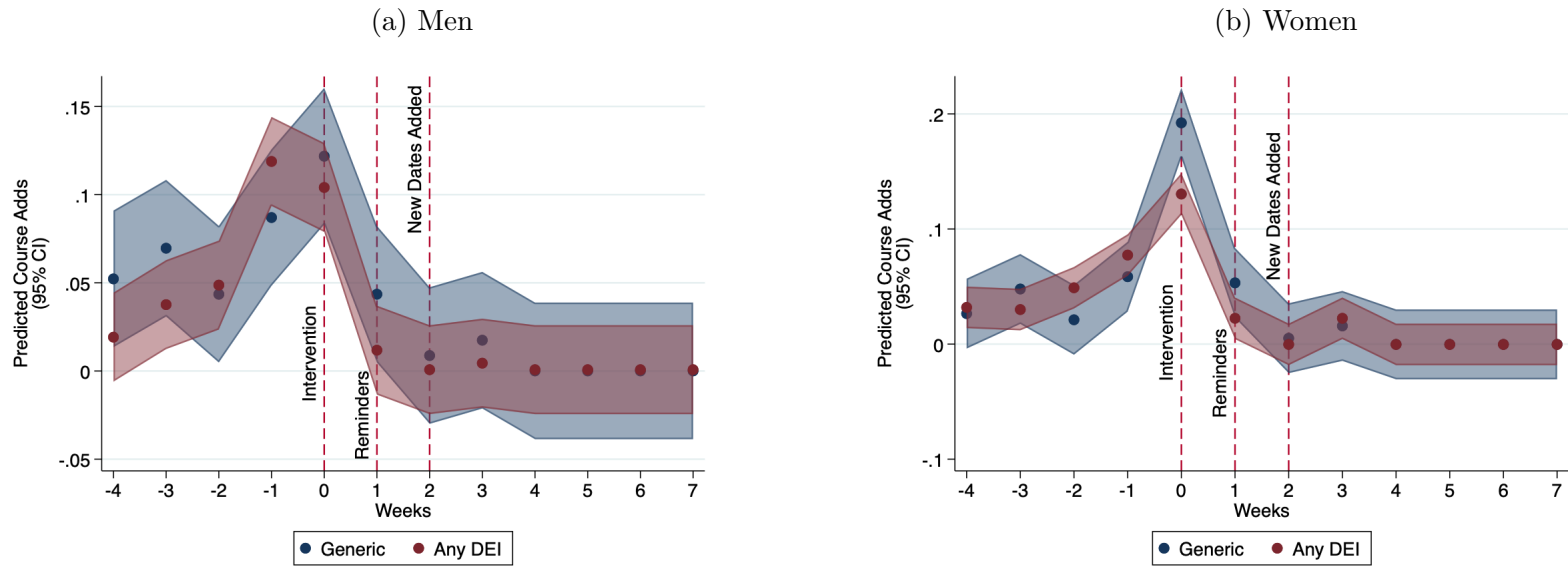 (a) Men
Predicted Course Adds
(95% CI)
.15
.1
.05
0
-.05
Intervention
Reminders
New Dates Added
-4 -3 -2 -1 0 1 2 3 4 5 6 7
Weeks
Generic Any DEI
(b) Women
Predicted Course Adds
(95% CI)
.2
.1
0
-.1
Intervention
Reminders
New Dates Added
-4 -3 -2 -1 0 1 2 3 4 5 6 7
Weeks
Generic Any DEI